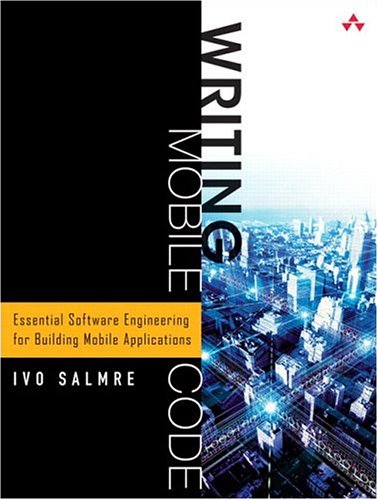 WRITING
MOBILE CODE
Essential Software Engineering
for Building Mobile Applications
IVO SALMRE